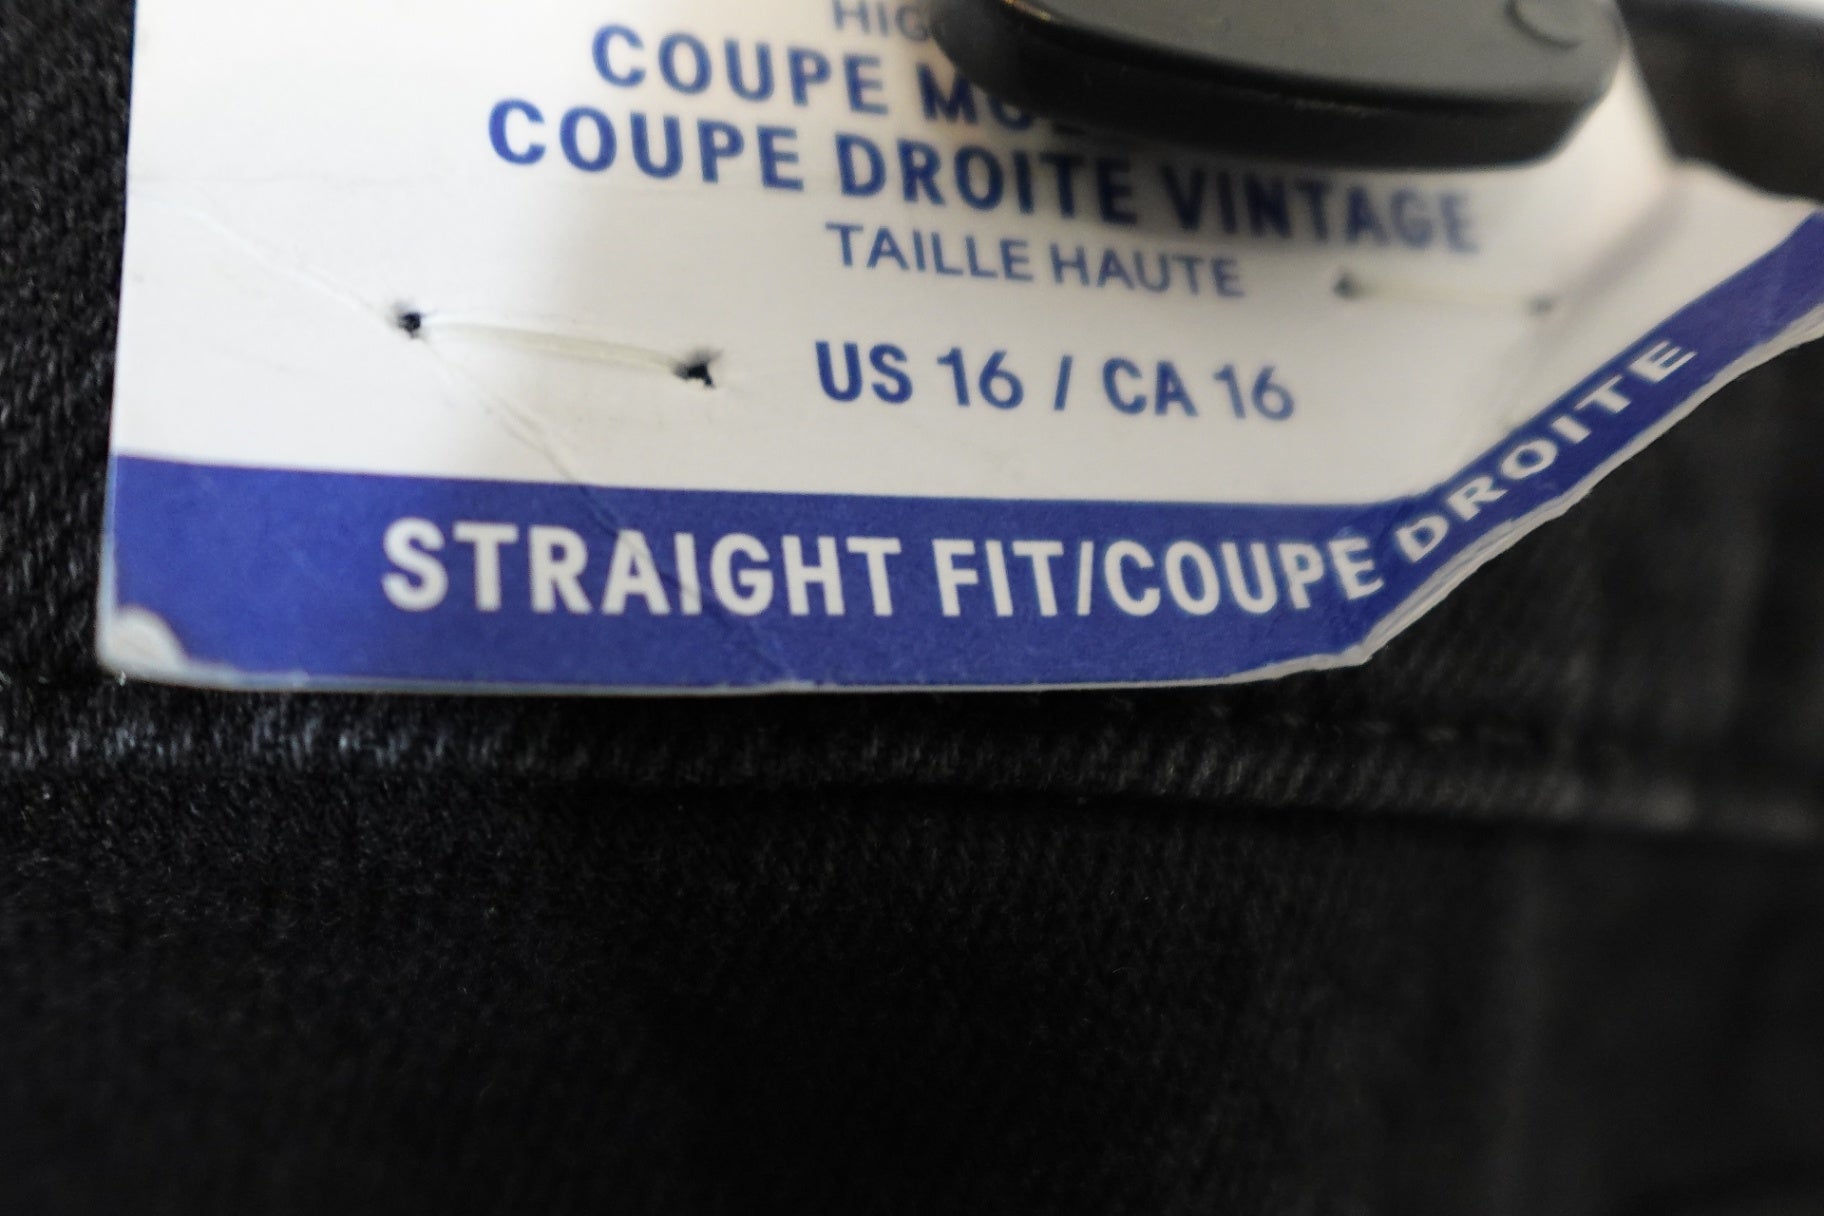 COUPE
COUPE DROITE VINTAGE
TAILLE HAUTE
US 16 / CA 16
STRAIGHT FIT/COUPE DROITE